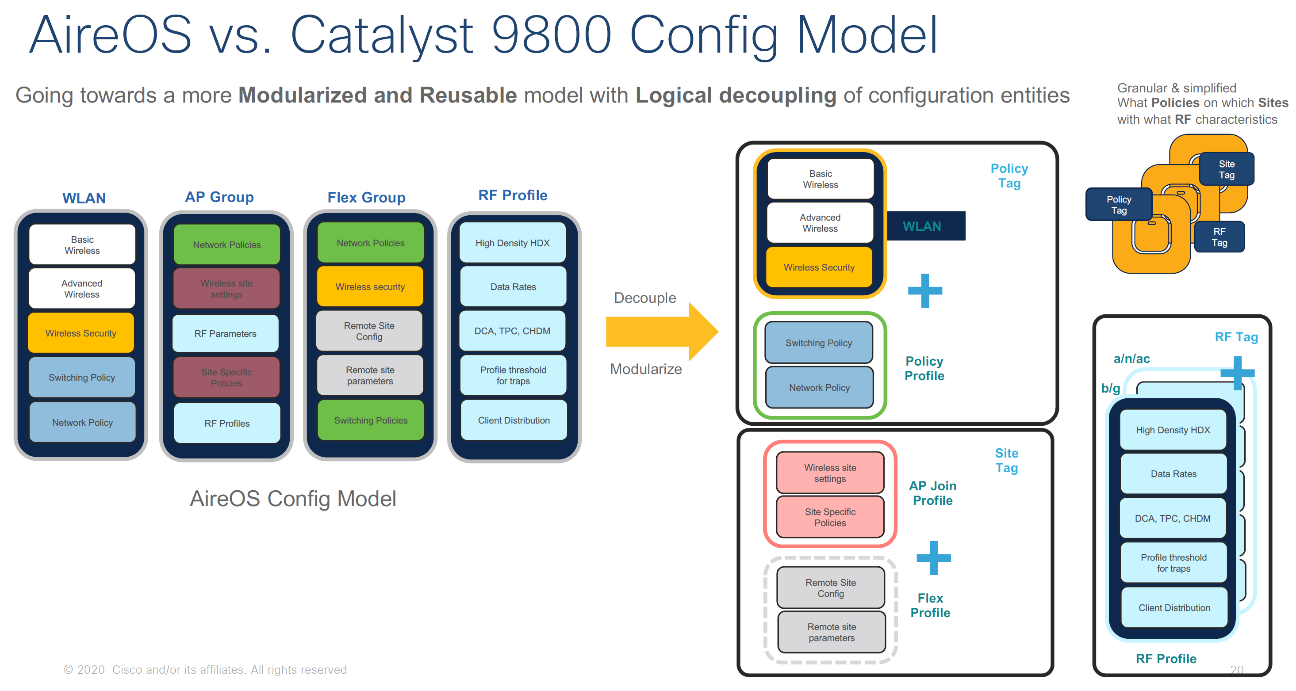 AireOS vs. Catalyst 9800 Config Model
Going towards a more Modularized and Reusable model with Logical decoupling of configuration entities
Granular & simplified
What Policies on which Sites
with what RF characteristics
Site
Tag
Policy
Tag
RF
Tag
WLAN
Basic
Wireless
Advanced
Wireless
Wireless Security
Switching Policy
Network Policy
AP Group
Network Policies
Wireless site
settings
RF Parameters
Site Specific
Policies
RF Profiles
Flex Group
Network Policies
Wireless security
Remote Site
Config
Remote site
parameters
Switching Policies
RF Profile
High Density HDX
Data Rates
DCA, TPC, CHDM
Profile threshold
for traps
Client Distribution
AireOS Config Model
Decouple
Modularize
Policy
Tag
Basic
Wireless
Advanced
Wireless
Wireless Security
WLAN
Switching Policy
Network Policy
Policy
Profile
Site
Tag
Wireless site
settings
Site Specific
Policies
AP Join
Profile
Remote Site
Config
Remote site
parameters
Flex
Profile
RF Tag
a/n/ac
b/g
High Density HDX
Data Rates
DCA, TPC, CHDM
Profile threshold
for traps
Client Distribution
RF Profile
© 2020 Cisco and/or its affiliates. All rights reserved
20